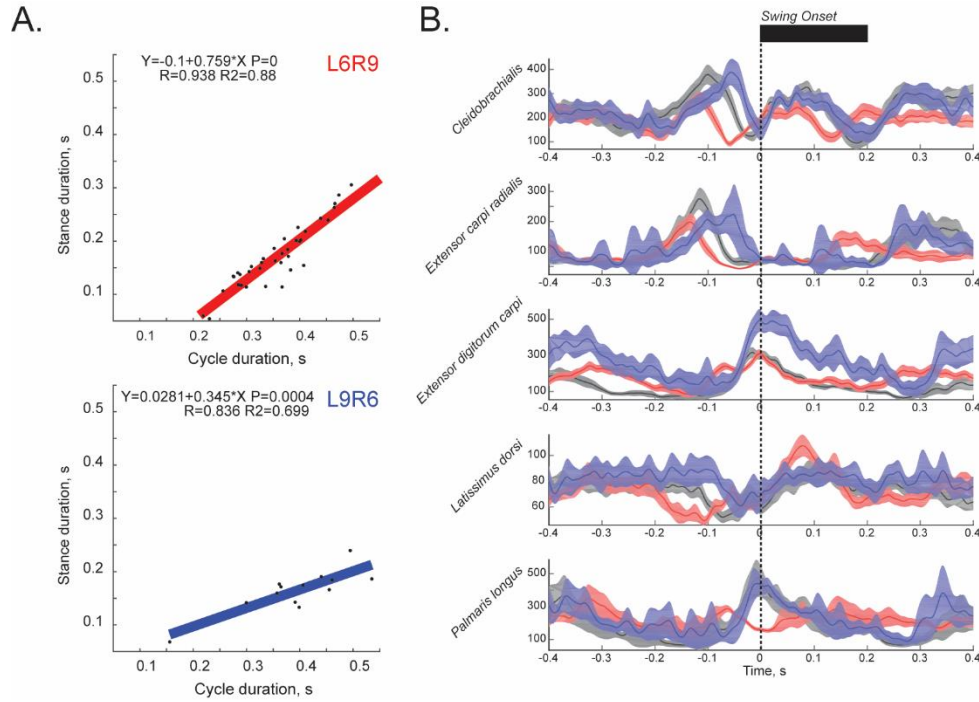 A.
Y=-0.1+0.759*X P=0
R=0.938 R2=0.88
L6R9
0.5
0.4
0.3
0.2
0.1
Stance duration, s
0.1 0.2 0.3 0.4 0.5
Cycle duration, s
Y=0.0281+0.345*X P=0.0004
R=0.836 R2=0.699
L9R6
0.5
0.4
0.3
0.2
0.1
Stance duration, s
0.1 0.2 0.3 0.4 0.5
Cycle duration, s
B.
Swing Onset
Cleidobrachialis
400
300
200
100
-0.4 -0.3 -0.2 -0.1 0 0.1 0.2 0.3 0.4
Extensor carpi radialis
300
200
100
-0.4 -0.3 -0.2 -0.1 0 0.1 0.2 0.3 0.4
Extensor digitorum carpi
500
300
100
-0.4 -0.3 -0.2 -0.1 0 0.1 0.2 0.3 0.4
Latissimus dorsi
100
80
60
-0.4 -0.3 -0.2 -0.1 0 0.1 0.2 0.3 0.4
Palmaris longus
500
300
100
-0.4 -0.3 -0.2 -0.1 0 0.1 0.2 0.3 0.4
Time, s